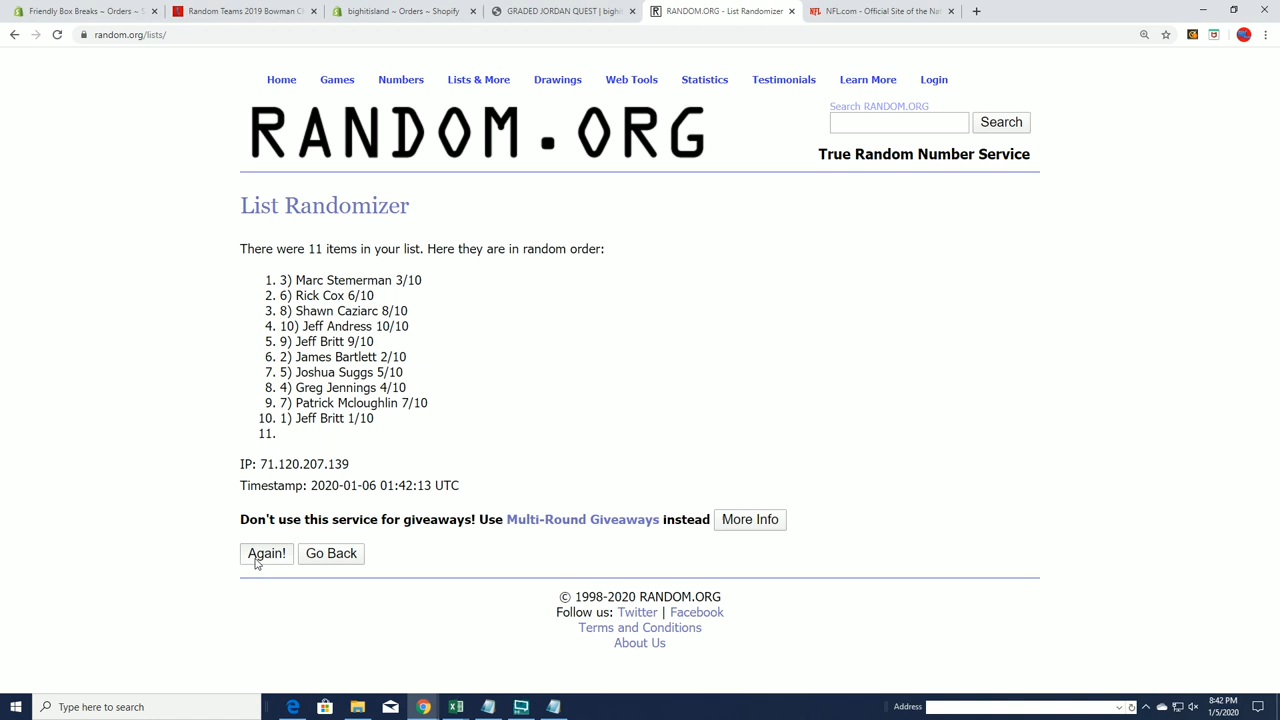 Friendly Box Breaks ~ Orders ~ S
Random Teams 2019 Bowman C
bighitisland ~ Orders ~ Shopify
GRADED JORDAN QUEST | bighit
RANDOM.ORG - List Randomizer
NFL.com - Official Site of the Nat
random.org/lists/
Home Games Numbers Lists & More Drawings Web Tools Statistics Testimonials Learn More Login
RANDOM.ORG
Search RANDOM.ORG
Search
True Random Number Service
List Randomizer
There were 11 items in your list. Here they are in random order:
1. 3) Marc Stemerman 3/10
2. 6) Rick Cox 6/10
3. 8) Shawn Caziarc 8/10
4. 10) Jeff Andress 10/10
5. 9) Jeff Britt 9/10
6. 2) James Bartlett 2/10
7. 5) Joshua Suggs 5/10
8. 4) Greg Jennings 4/10
9. 7) Patrick Mcloughlin 7/10
10. 1) Jeff Britt 1/10
11.
IP: 71.120.207.139
Timestamp: 2020-01-06 01:42:13 UTC
Don't use this service for giveaways! Use Multi-Round Giveaways instead More Info
Again! Go Back
© 1998-2020 RANDOM.ORG
Follow us: Twitter | Facebook
Terms and Conditions
About Us
Type here to search
Address
8:42 PM
1/5/2020